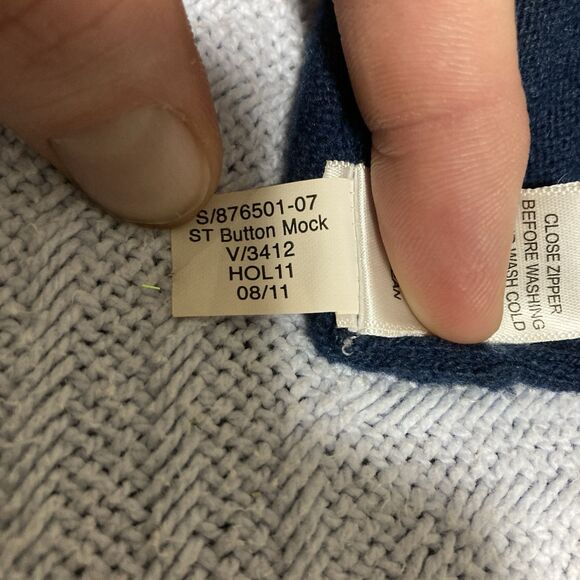 S/876501-07
ST Button Mock
V/3412
HOL11
08/11
CLOSE ZIPPER
BEFORE WASHING
WASH COLD